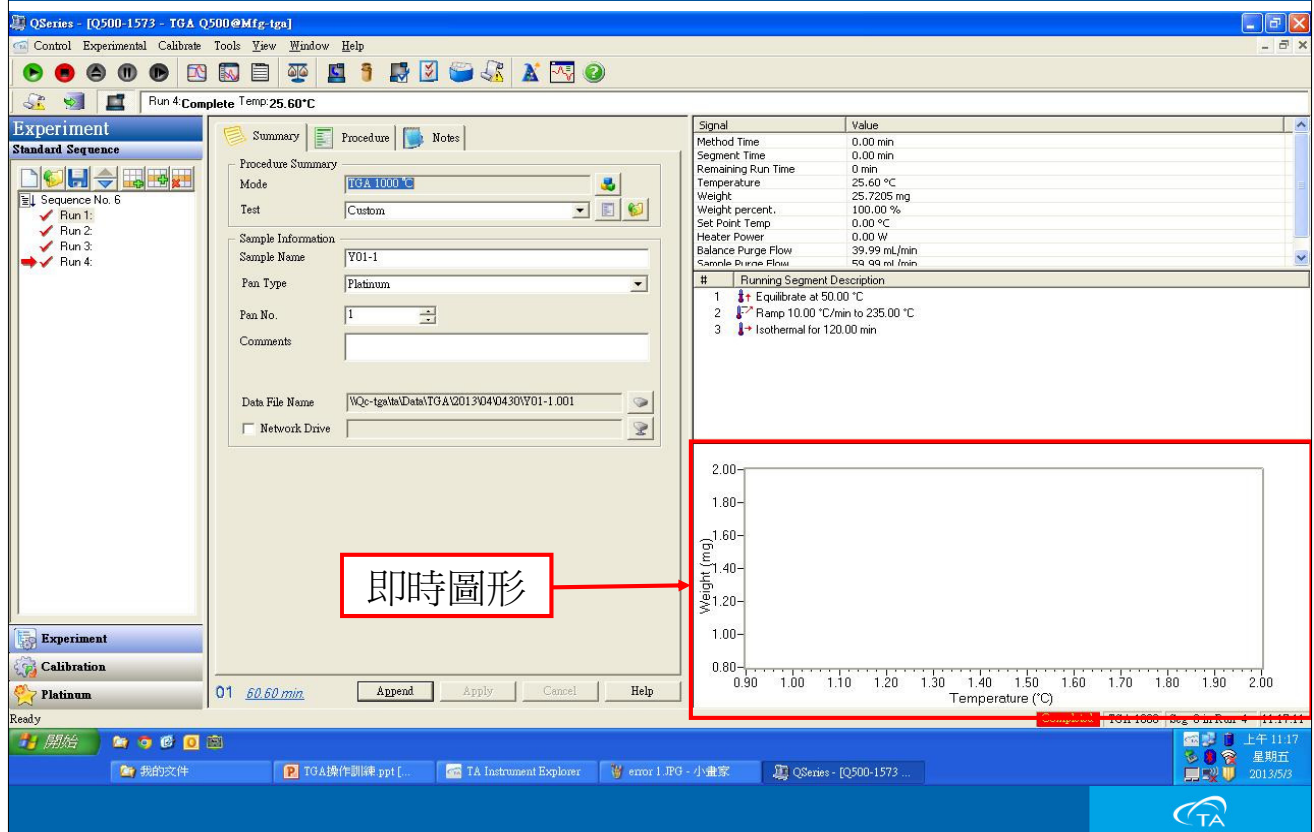 QSeries - [Q500-1573 - TGA Q500@Mfg-tga]
Control Experimental Calibrate Tools View Window Help
Run 4:Complete Temp:25.60°C
Experiment
Standard Sequence
Sequence No. 6
Run 1:
Run 2:
Run 3:
Run 4:
Experiment
Calibration
Platinum
Summary Procedure Notes
Procedure Summary
Mode TGA 1000 °C
Test Custom
Sample Information
Sample Name Y01-1
Pan Type Platinum
Pan No. 1
Comments
Data File Name \\Qc-tga\ta\Data\TGA\2013\04\0430\Y01-1.001
Network Drive
即時圖形
01 60.60 min. Append Apply Cancel Help
Signal Value
Method Time 0.00 min
Segment Time 0.00 min
Remaining Run Time 0 min
Temperature 25.60 °C
Weight 25.7205 mg
Weight percent. 100.00 %
Set Point Temp 0.00 °C
Heater Power 0.00 W
Balance Purge Flow 39.99 mL/min
Sample Purge Flow 59.99 mL/min
# Running Segment Description
1 Equilibrate at 50.00 °C
2 Ramp 10.00 °C/min to 235.00 °C
3 Isothermal for 120.00 min
2.00
1.80
1.60
1.40
1.20
1.00
0.80
Weight (mg)
0.90 1.00 1.10 1.20 1.30 1.40 1.50 1.60 1.70 1.80 1.90 2.00
Temperature (°C)
Ready
開始
上午 11:17
星期五
2013/5/3
我的文件
TGA操作訓練.ppt [...
TA Instrument Explorer
error 1.JPG - 小畫家
QSeries - [Q500-1573 ...
TA